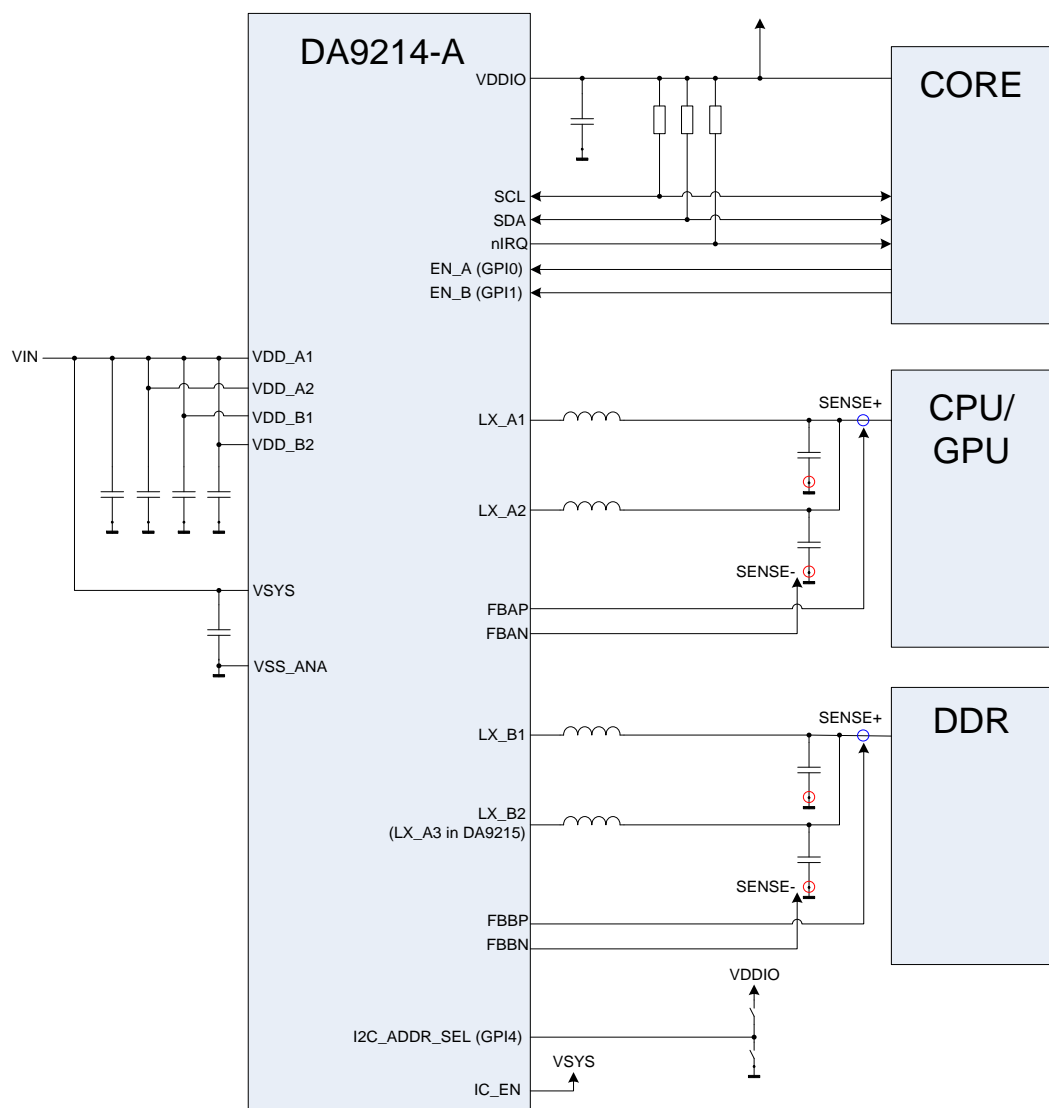 DA9214-A
VDDIO
CORE
SCL
SDA
nIRQ
EN_A (GPI0)
EN_B (GPI1)
VIN
VDD_A1
VDD_A2
VDD_B1
VDD_B2
LX_A1
SENSE+
CPU/
GPU
LX_A2
SENSE-
VSYS
FBAP
FBAN
VSS_ANA
LX_B1
SENSE+
DDR
LX_B2
(LX_A3 in DA9215)
SENSE-
FBBP
FBBN
VDDIO
I2C_ADDR_SEL (GPI4)
VSYS
IC_EN